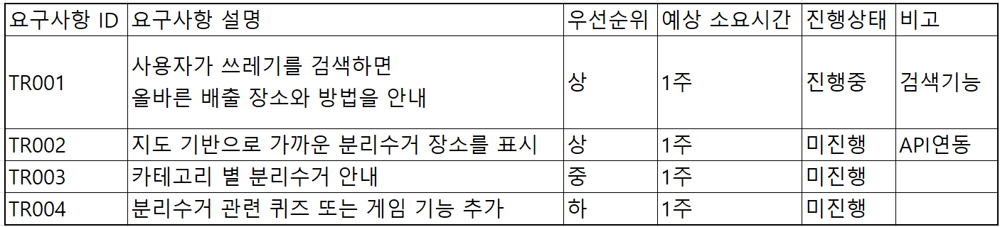 요구사항 ID 요구사항 설명 우선순위 예상 소요시간 진행상태 비고
TR001 사용자가 쓰레기를 검색하면
올바른 배출 장소와 방법을 안내 상 1주 진행중 검색기능
TR002 지도 기반으로 가까운 분리수거 장소를 표시 상 1주 미진행 API연동
TR003 카테고리 별 분리수거 안내 중 1주 미진행
TR004 분리수거 관련 퀴즈 또는 게임 기능 추가 하 1주 미진행